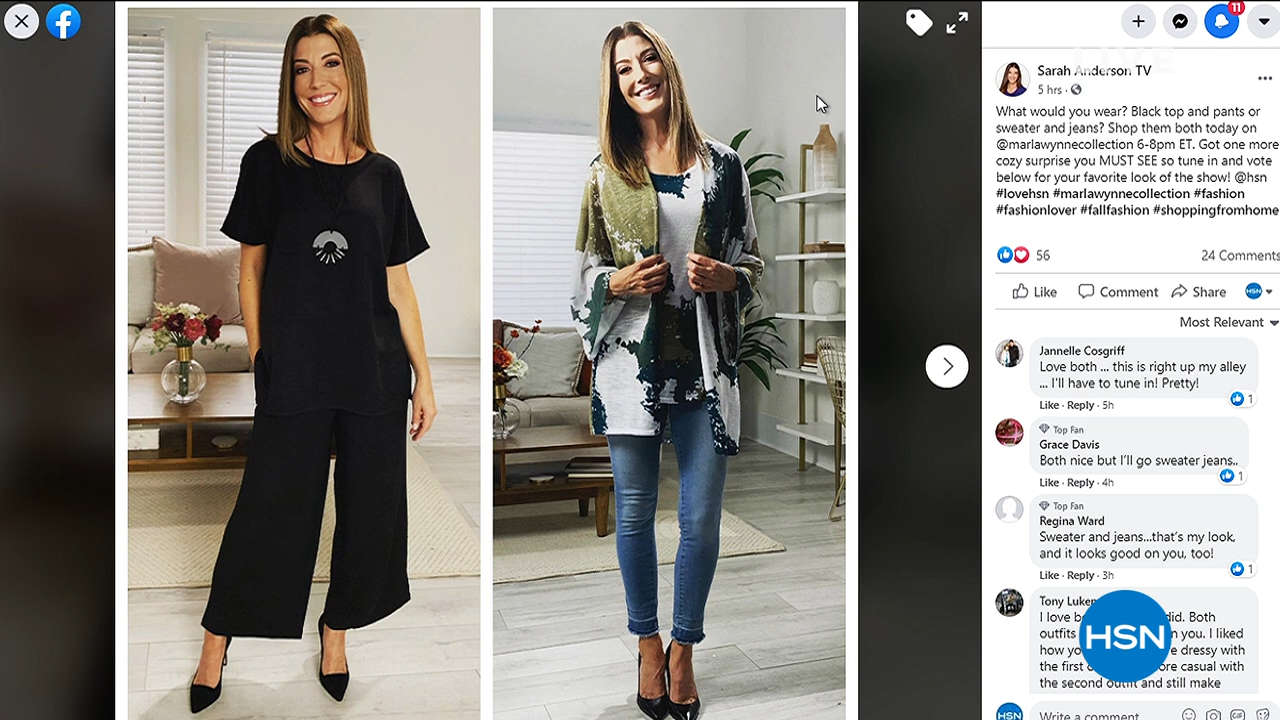 11
Sarah Anderson TV
5 hrs ·
What would you wear? Black top and pants or
sweater and jeans? Shop them both today on
@marlawynnecollection 6-8pm ET. Got one more
cozy surprise you MUST SEE so tune in and vote
below for your favorite look of the show! @hsn
#lovehsn #marlawynnecollection #fashion
#fashionlover #fallfashion #shoppingfromhome
56
24 Comments
Like
Comment
Share
HSN
Most Relevant
Jannelle Cosgriff
Love both ... this is right up my alley
... I'll have to tune in! Pretty!
Like · Reply · 5h
1
Top Fan
Grace Davis
Both nice but I'll go sweater jeans..
Like · Reply · 4h
1
Top Fan
Regina Ward
Sweater and jeans...that's my look,
and it looks good on you, too!
Like · Reply · 3h
1
Tony
I love did. Both
outfits on you. I liked
how dressy with
the first casual with
the second outfit and still make
HSN
HSN
Write a comment